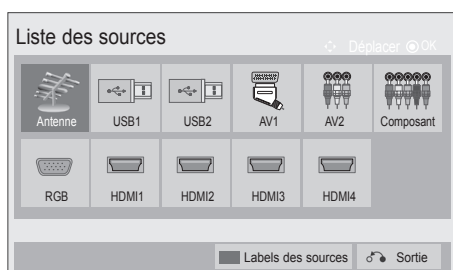 Liste des sources
Déplacer OK
Antenne USB1 USB2 AV1 AV2 Composant
RGB HDMI1 HDMI2 HDMI3 HDMI4
Labels des sources Sortie